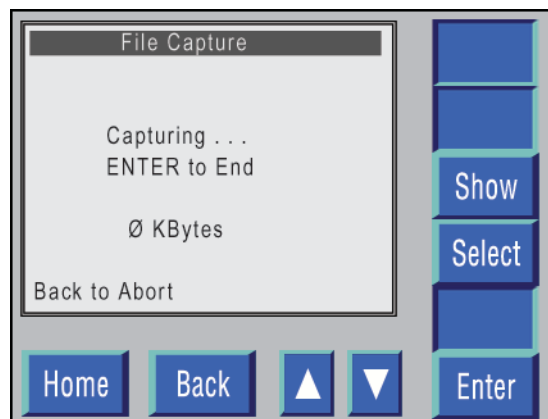 File Capture
Capturing . . .
ENTER to End
Ø KBytes
Back to Abort
Show
Select
Home
Back
Enter